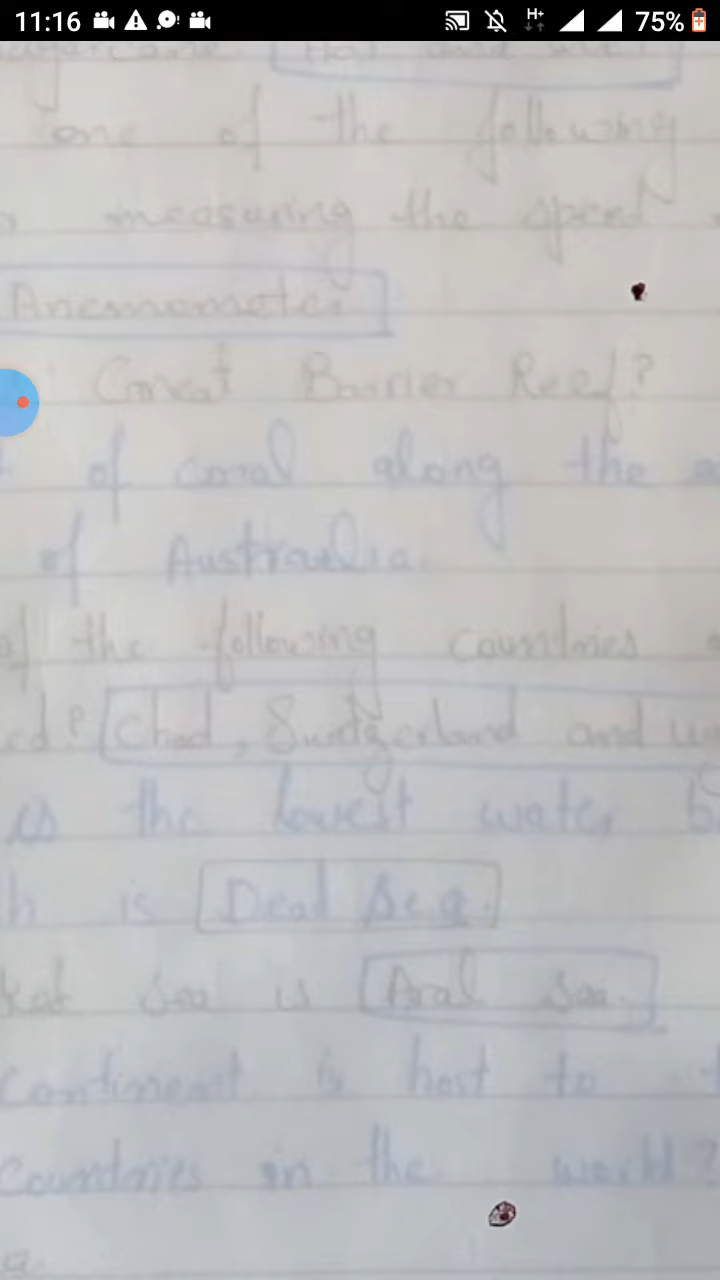 11:16 H+ 75%
one of the following
measuring the speed
Anemometer
Great Barrier Reef?
of coral along the
of Australia.
of the following countries
ed? Chad, Switzerland and
is the lowest water b
h is Dead Sea.
sea is Aral Sea.
continent is host to
countries in the world?